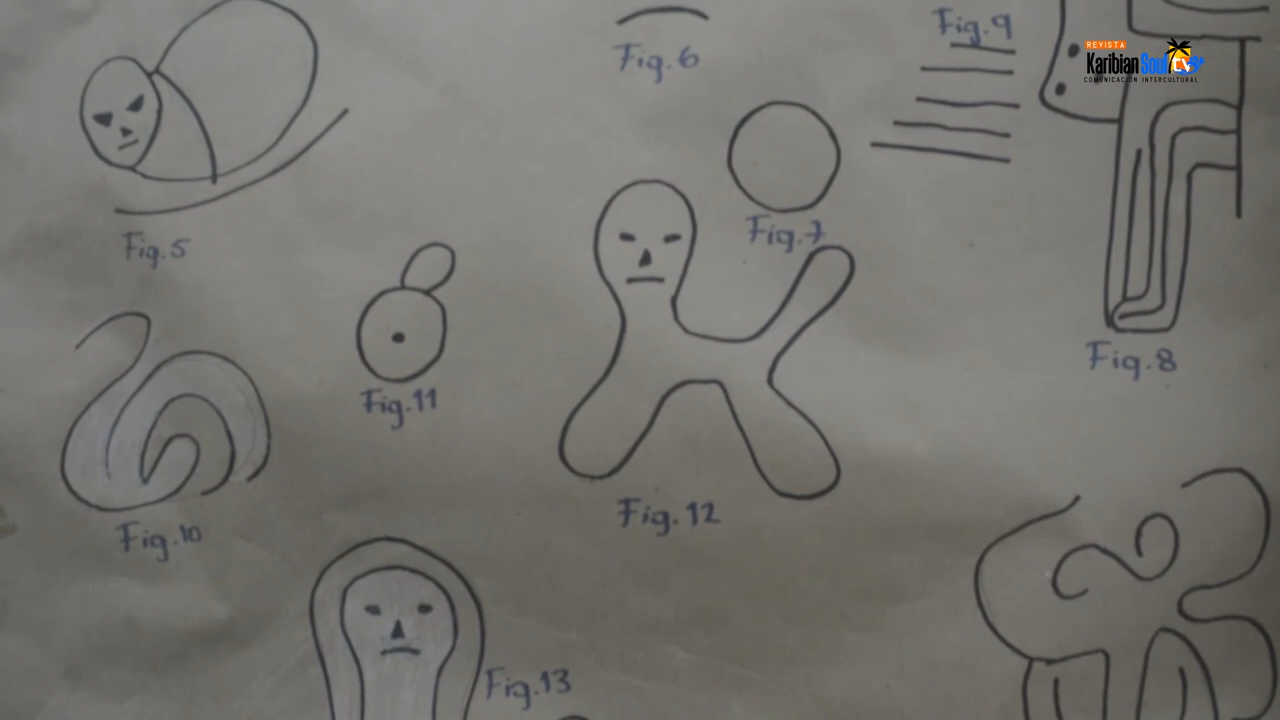 Fig.9
Fig.6
REVISTA
Karibian Soul TV
COMUNICACIÓN INTERCULTURAL
Fig.5
Fig.7
Fig.8
Fig.11
Fig.10
Fig.12
Fig.13